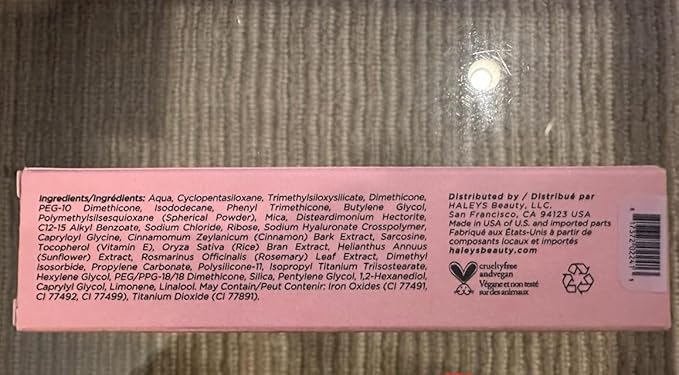 Ingredients/Ingrédients: Aqua, Cyclopentasiloxane, Trimethylsiloxysilicate, Dimethicone,
PEG-10 Dimethicone, Isododecane, Phenyl Trimethicone, Butylene Glycol,
Polymethylsilsesquioxane (Spherical Powder), Mica, Disteardimonium Hectorite,
C12-15 Alkyl Benzoate, Sodium Chloride, Ribose, Sodium Hyaluronate Crosspolymer,
Capryloyl Glycine, Cinnamomum Zeylanicum (Cinnamon) Bark Extract, Sarcosine,
Tocopherol (Vitamin E), Oryza Sativa (Rice) Bran Extract, Helianthus Annuus
(Sunflower) Extract, Rosmarinus Officinalis (Rosemary) Leaf Extract, Dimethyl
Isosorbide, Propylene Carbonate, Polysilicone-11, Isopropyl Titanium Triisostearate,
Hexylene Glycol, PEG/PPG-18/18 Dimethicone, Silica, Pentylene Glycol, 1,2-Hexanediol,
Caprylyl Glycol, Limonene, Linalool. May Contain/Peut Contenir: Iron Oxides (CI 77491,
CI 77492, CI 77499), Titanium Dioxide (CI 77891).
Distributed by / Distribué par
HALEYS Beauty, LLC.
San Francisco, CA 94123 USA
Made in USA of U.S. and imported parts
Fabriqué aux États-Unis à partir de
composants locaux et importés
haleysbeauty.com
crueltyfree
andvegan
Végane et non testé
sur des animaux